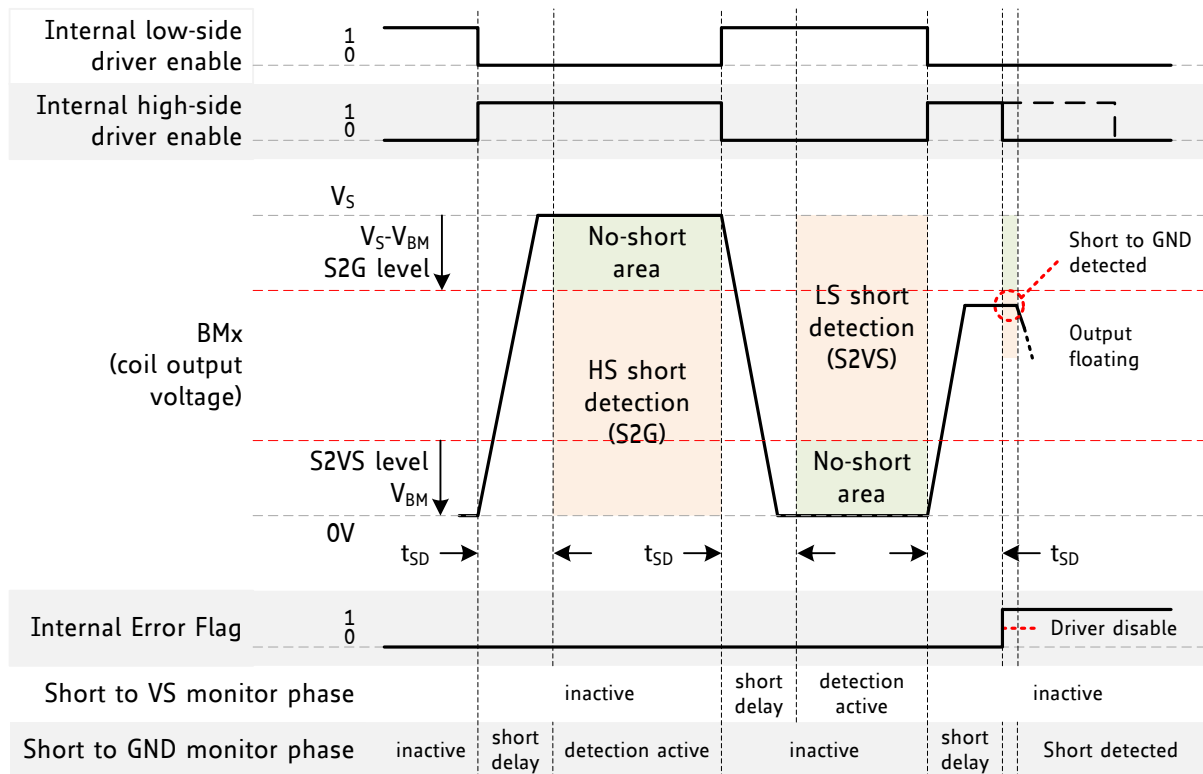 Internal low-side
driver enable
1
0
Internal high-side
driver enable
1
0
VS
VS-VBM
S2G level
No-short
area
Short to GND
detected
LS short
detection
(S2VS)
BMx
(coil output
voltage)
HS short
detection
(S2G)
Output
floating
S2VS level
VBM
No-short
area
0V
tSD
tSD
tSD
Internal Error Flag
1
0
Driver disable
Short to VS monitor phase
inactive
short
delay
detection
active
inactive
Short to GND monitor phase
inactive
short
delay
detection active
inactive
short
delay
Short detected